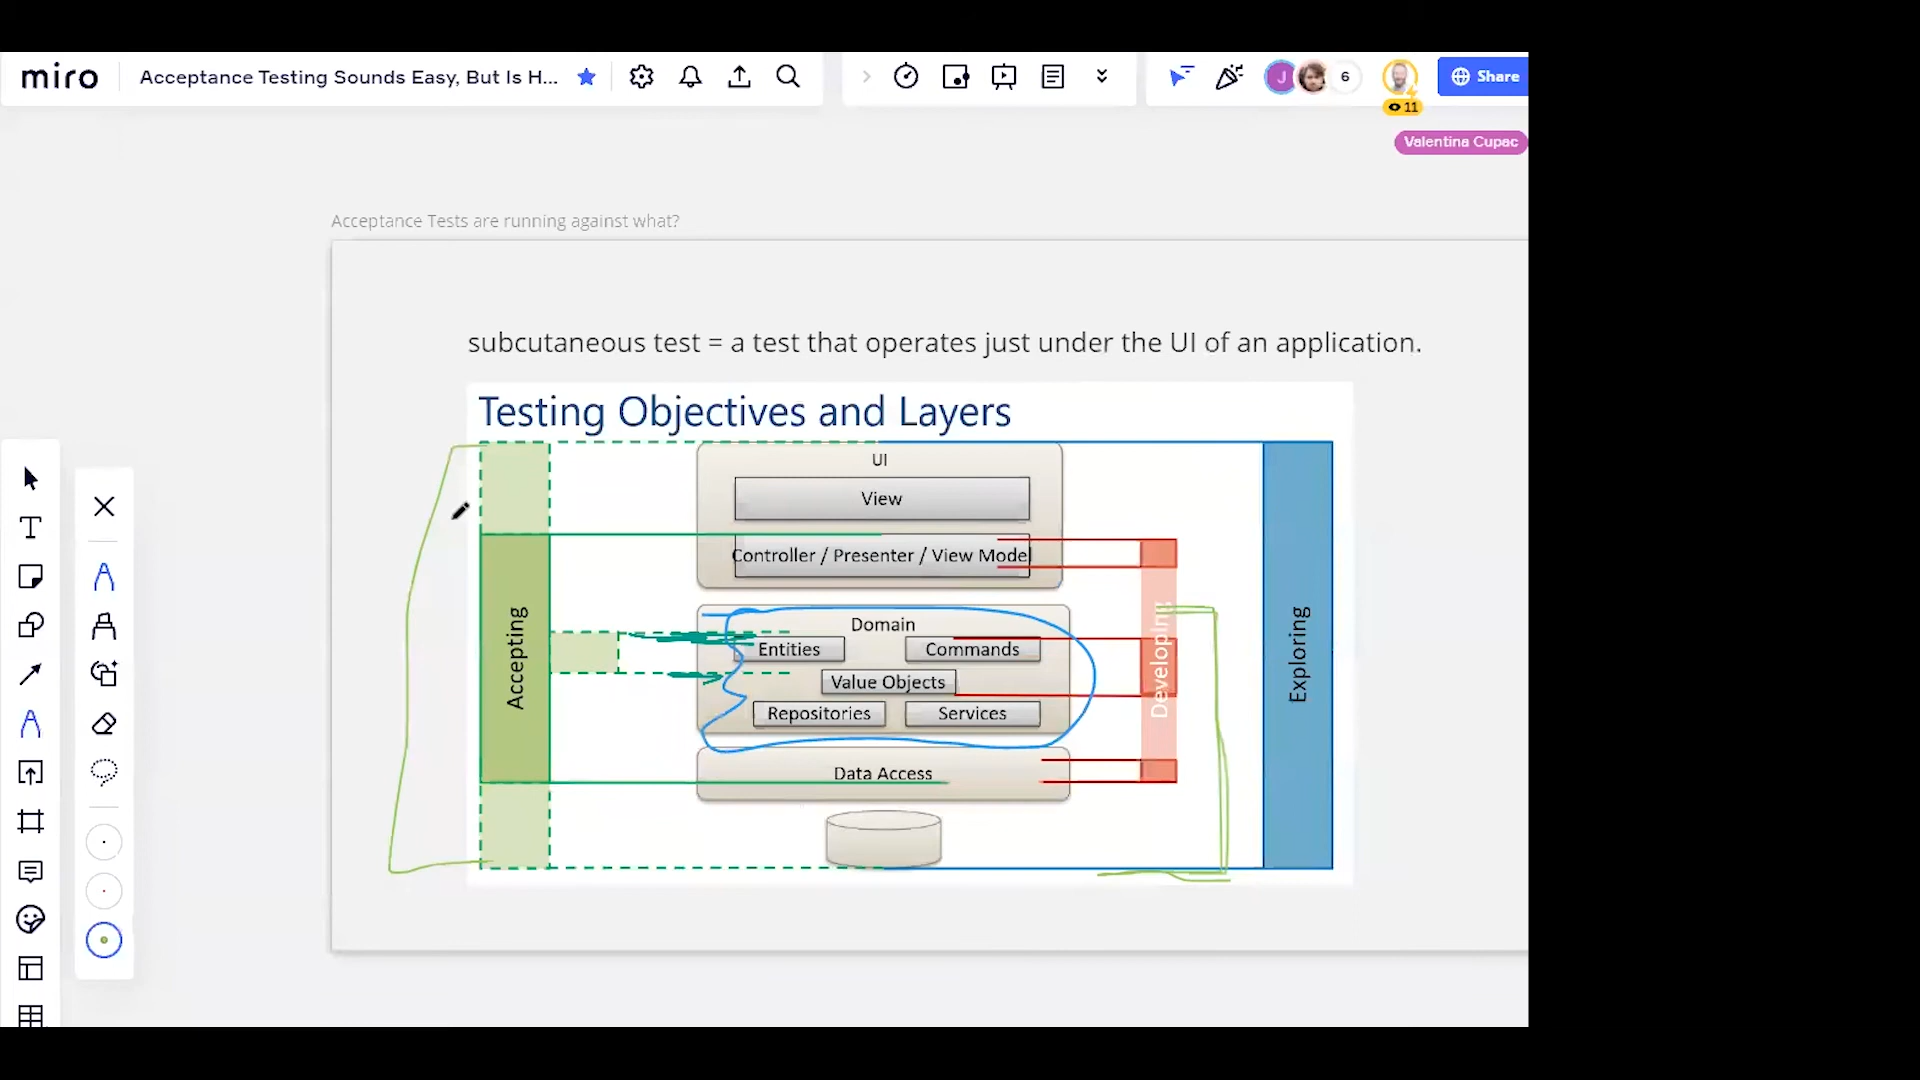 miro
Acceptance Testing Sounds Easy, But Is H...
J
6
Share
11
Valentina Cupac
Acceptance Tests are running against what?
subcutaneous test = a test that operates just under the UI of an application.
Testing Objectives and Layers
UI
View
Controller / Presenter / View Model
Domain
Entities
Commands
Value Objects
Repositories
Services
Data Access
Accepting
Developing
Exploring